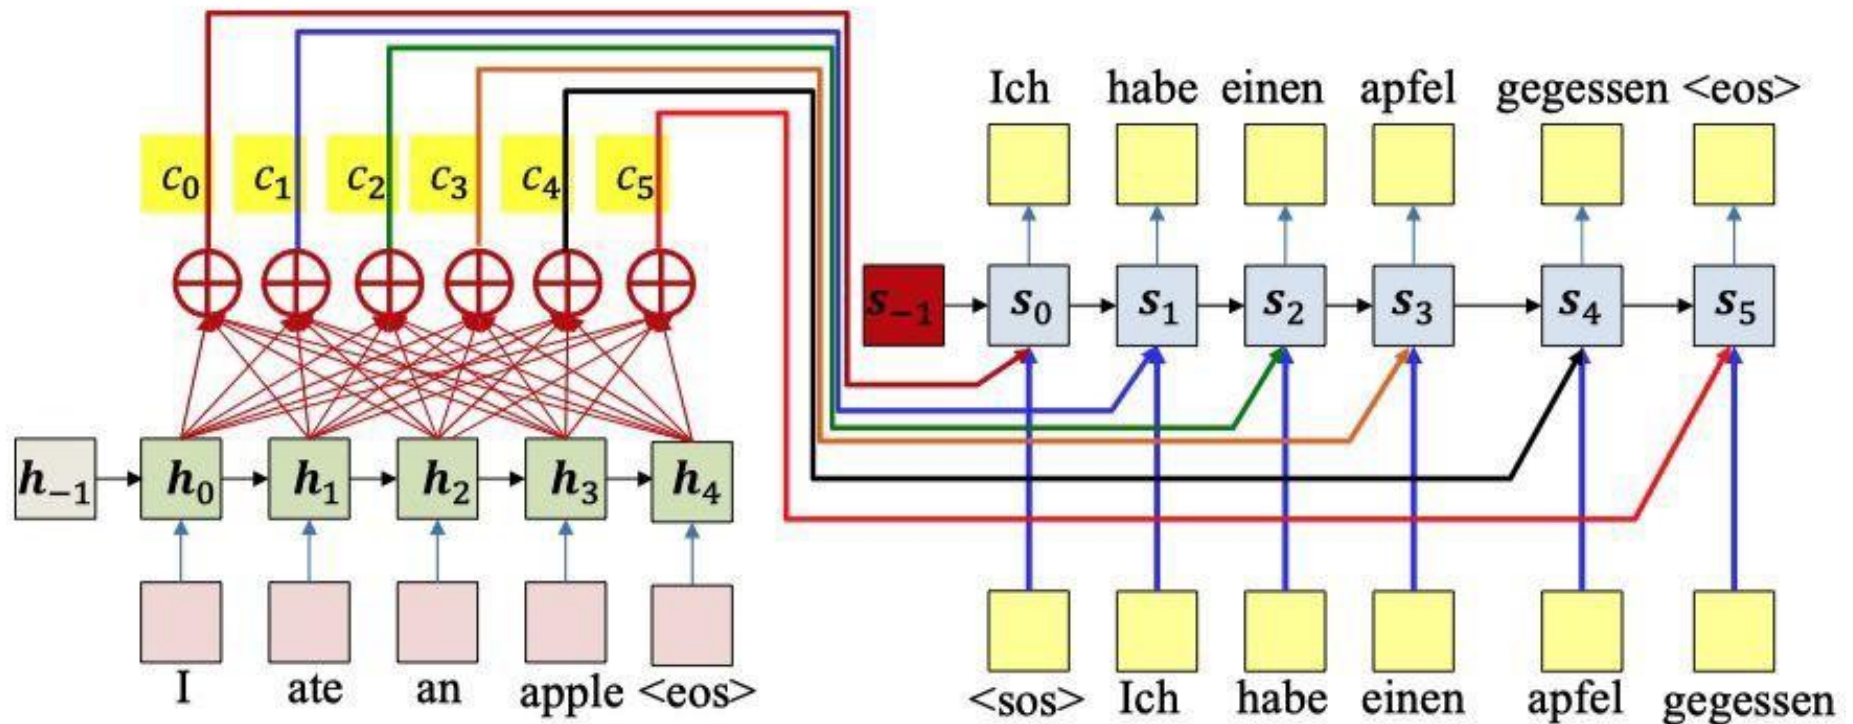 Ich habe einen apfel gegessen <eos>
c₀ c₁ c₂ c₃ c₄ c₅
s₋₁ s₀ s₁ s₂ s₃ s₄ s₅
h₋₁ h₀ h₁ h₂ h₃ h₄
I ate an apple <eos>
<sos> Ich habe einen apfel gegessen